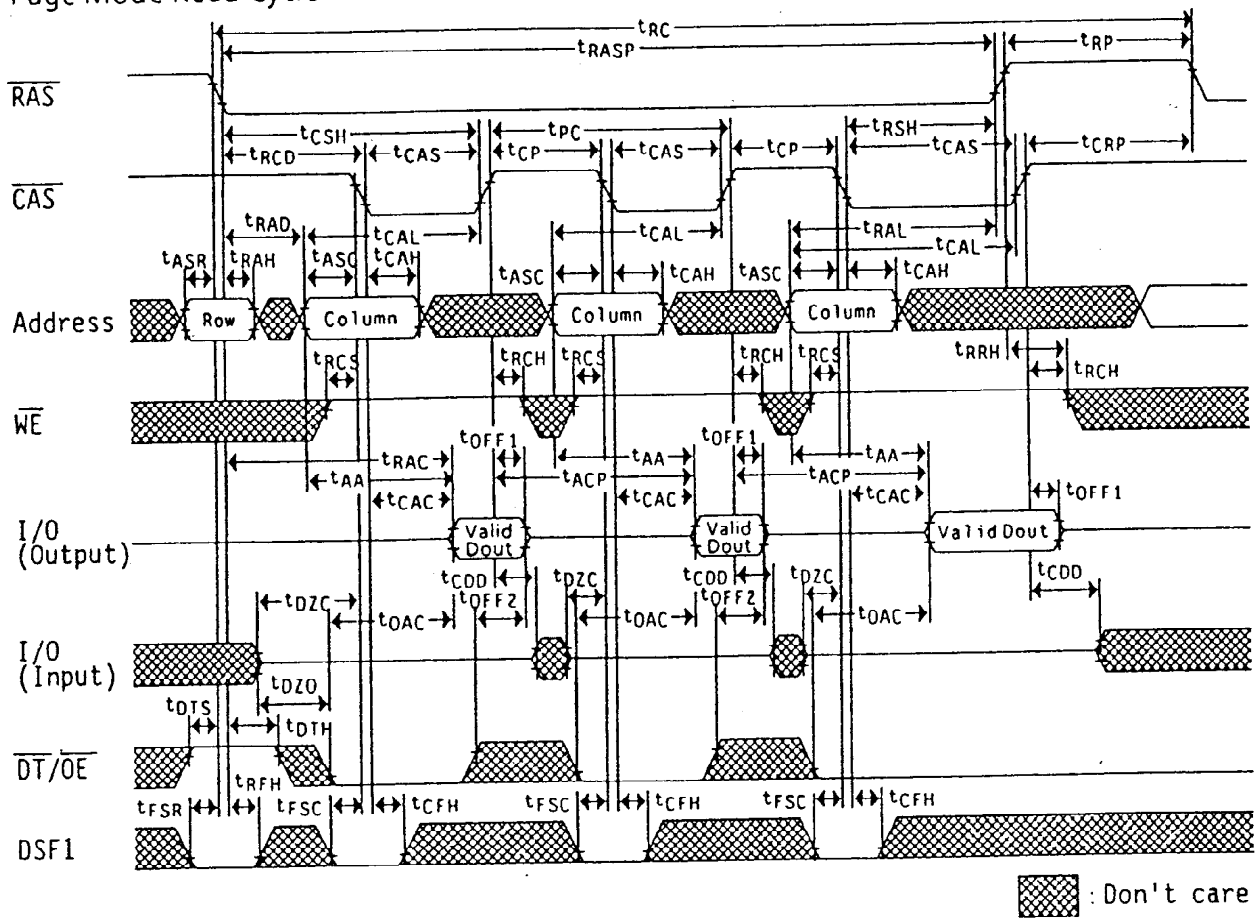 Page Mode Read Cycle
tRC
tRASP tRP
RAS
tCSH tPC tRSH
tRCD tCAS tCP tCAS tCP tCAS tCRP
CAS
tRAD tCAL tCAL tRAL
tCAL
tASR tRAH tASC tCAH tASC tCAH tASC tCAH
Address Row Column Column Column
tRCS tRCH tRCS tRCH tRCS tRRH
tRCH
WE
tRAC tOFF1 tAA tOFF1 tAA
tAA tACP tACP
tCAC tCAC tCAC tOFF1
I/O
(Output)
Valid
Dout
Valid
Dout
Valid Dout
tDZC tCDD tDZC tCDD tDZC tCDD
tOAC tOFF2 tOAC tOFF2 tOAC
I/O
(Input)
tDZO
tDTS tDTH
DT/OE
tFSR tRFH tFSC tCFH tFSC tCFH tFSC tCFH
DSF1
: Don't care